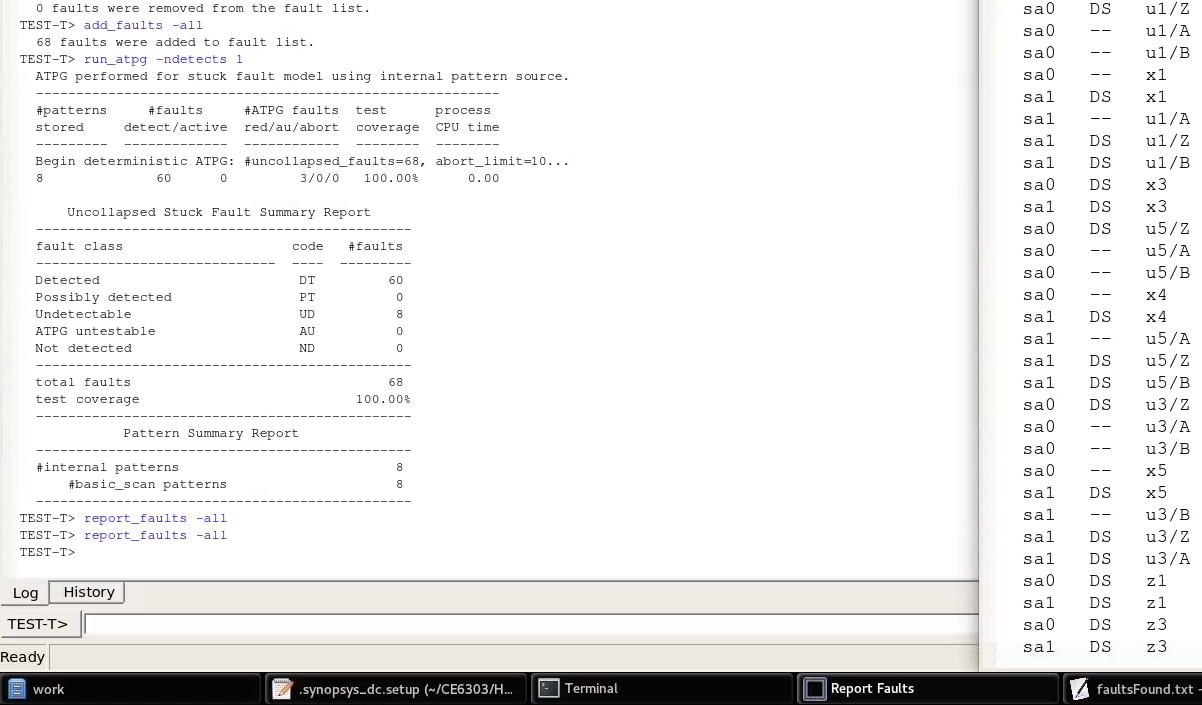 0 faults were removed from the fault list.
TEST-T> add_faults -all
68 faults were added to fault list.
TEST-T> run_atpg -ndetects 1
ATPG performed for stuck fault model using internal pattern source.
----------------------------------------------------------
#patterns #faults #ATPG faults test process
stored detect/active red/au/abort coverage CPU time
--------- ------------- ------------ -------- --------
Begin deterministic ATPG: #uncollapsed_faults=68, abort_limit=10...
8 60 0 3/0/0 100.00% 0.00
Uncollapsed Stuck Fault Summary Report
-----------------------------------------------
fault class code #faults
------------------------------ ---- ---------
Detected DT 60
Possibly detected PT 0
Undetectable UD 8
ATPG untestable AU 0
Not detected ND 0
-----------------------------------------------
total faults 68
test coverage 100.00%
-----------------------------------------------
Pattern Summary Report
-----------------------------------------------
#internal patterns 8
#basic_scan patterns 8
-----------------------------------------------
TEST-T> report_faults -all
TEST-T> report_faults -all
TEST-T>
Log History
TEST-T>
Ready
sa0 DS u1/Z
sa0 -- u1/A
sa0 -- u1/B
sa0 -- x1
sa1 DS x1
sa1 -- u1/A
sa1 DS u1/Z
sa1 DS u1/B
sa0 DS x3
sa1 DS x3
sa0 DS u5/Z
sa0 -- u5/A
sa0 -- u5/B
sa0 -- x4
sa1 DS x4
sa1 -- u5/A
sa1 DS u5/Z
sa1 DS u5/B
sa0 DS u3/Z
sa0 -- u3/A
sa0 -- u3/B
sa0 -- x5
sa1 DS x5
sa1 -- u3/B
sa1 DS u3/Z
sa1 DS u3/A
sa0 DS z1
sa1 DS z1
sa0 DS z3
sa1 DS z3
work .synopsys_dc.setup (~/CE6303/H... Terminal Report Faults faultsFound.txt -